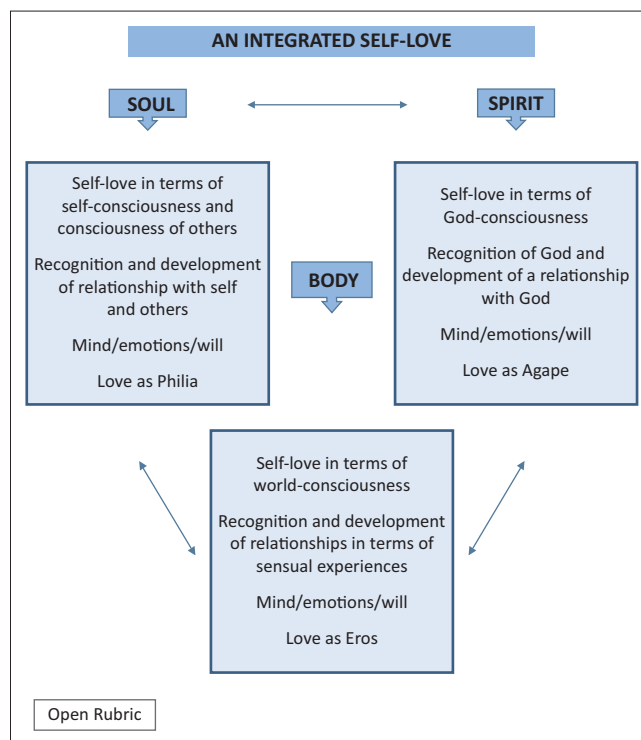 AN INTEGRATED SELF-LOVE
SOUL
SPIRIT
Self-love in terms of
self-consciousness and
consciousness of others
Recognition and development
of relationship with self
and others
Mind/emotions/will
Love as Philia
BODY
Self-love in terms of
God-consciousness
Recognition of God and
development of a relationship
with God
Mind/emotions/will
Love as Agape
Self-love in terms of
world-consciousness
Recognition and development
of relationships in terms of
sensual experiences
Mind/emotions/will
Love as Eros
Open Rubric